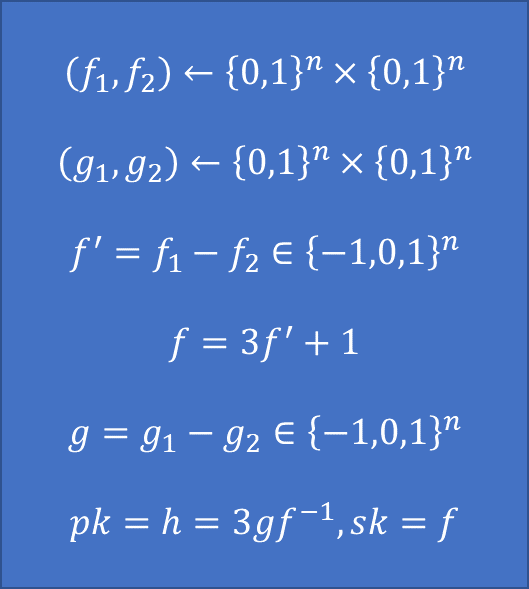 (f₁, f₂) ← {0,1}ⁿ × {0,1}ⁿ
(g₁, g₂) ← {0,1}ⁿ × {0,1}ⁿ
f′ = f₁ − f₂ ∈ {−1,0,1}ⁿ
f = 3f′ + 1
g = g₁ − g₂ ∈ {−1,0,1}ⁿ
pk = h = 3gf⁻¹, sk = f